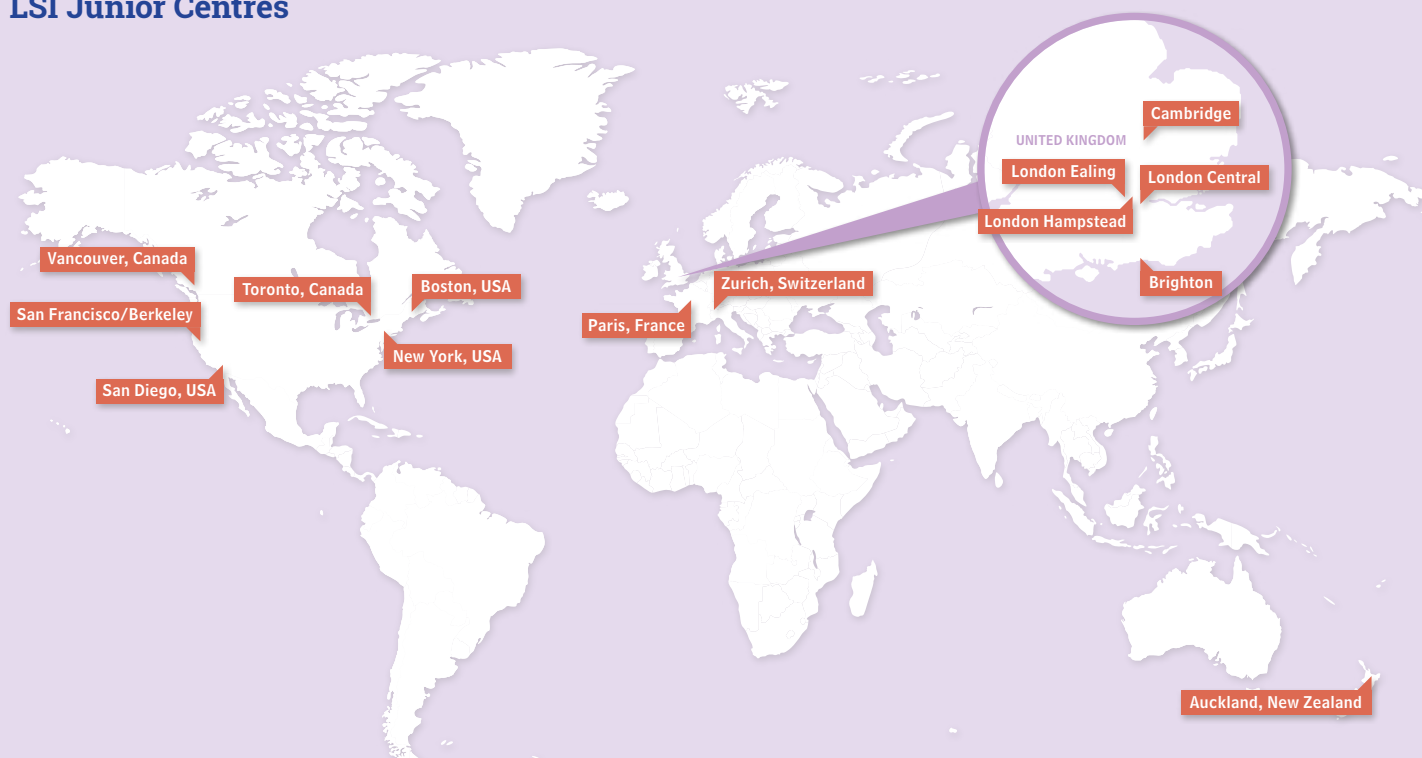 LSI Junior Centres
Cambridge
UNITED KINGDOM
London Ealing
London Central
London Hampstead
Brighton
Vancouver, Canada
Toronto, Canada
Boston, USA
San Francisco/Berkeley
New York, USA
San Diego, USA
Zurich, Switzerland
Paris, France
Auckland, New Zealand